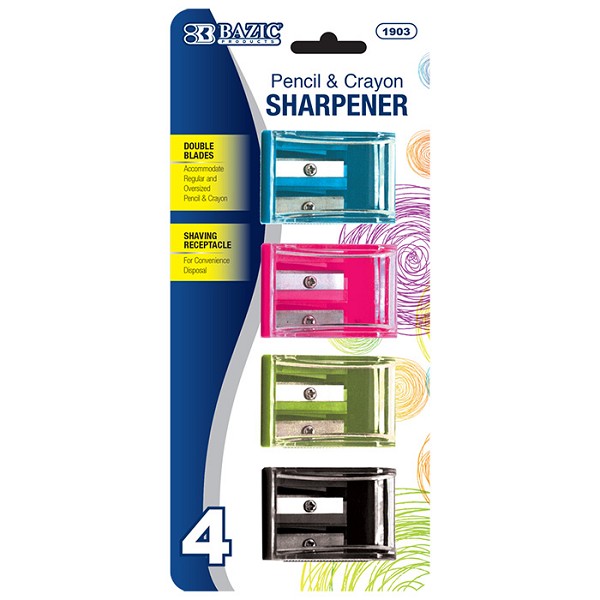 BAZIC
PRODUCTS
1903
Pencil & Crayon
SHARPENER
DOUBLE
BLADES
Accommodate
Regular and
Oversized
Pencil & Crayon
SHAVING
RECEPTACLE
For Convenience
Disposal
4